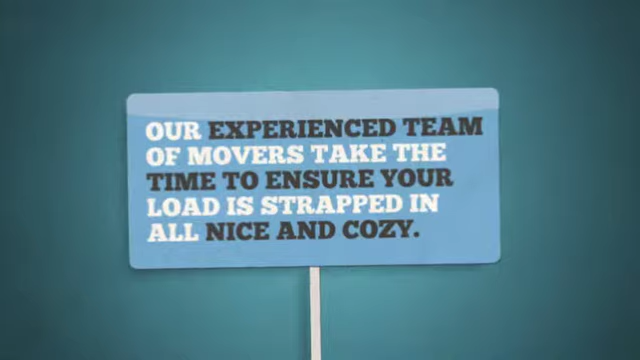 OUR EXPERIENCED TEAM
OF MOVERS TAKE THE
TIME TO ENSURE YOUR
LOAD IS STRAPPED IN
ALL NICE AND COZY.